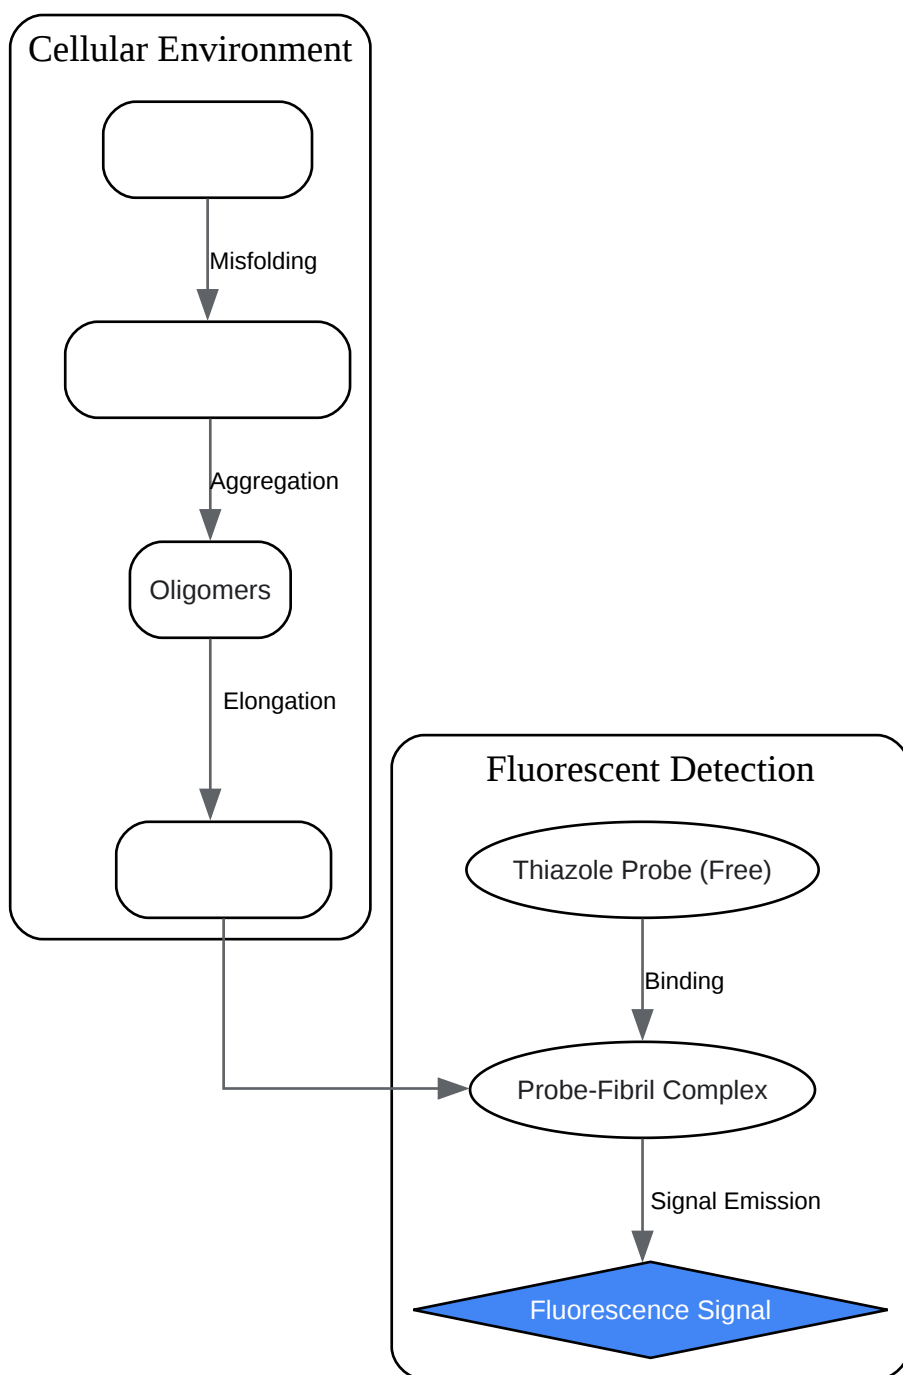 Cellular Environment
Misfolding
Aggregation
Oligomers
Elongation
Fluorescent Detection
Thiazole Probe (Free)
Binding
Probe-Fibril Complex
Signal Emission
Fluorescence Signal